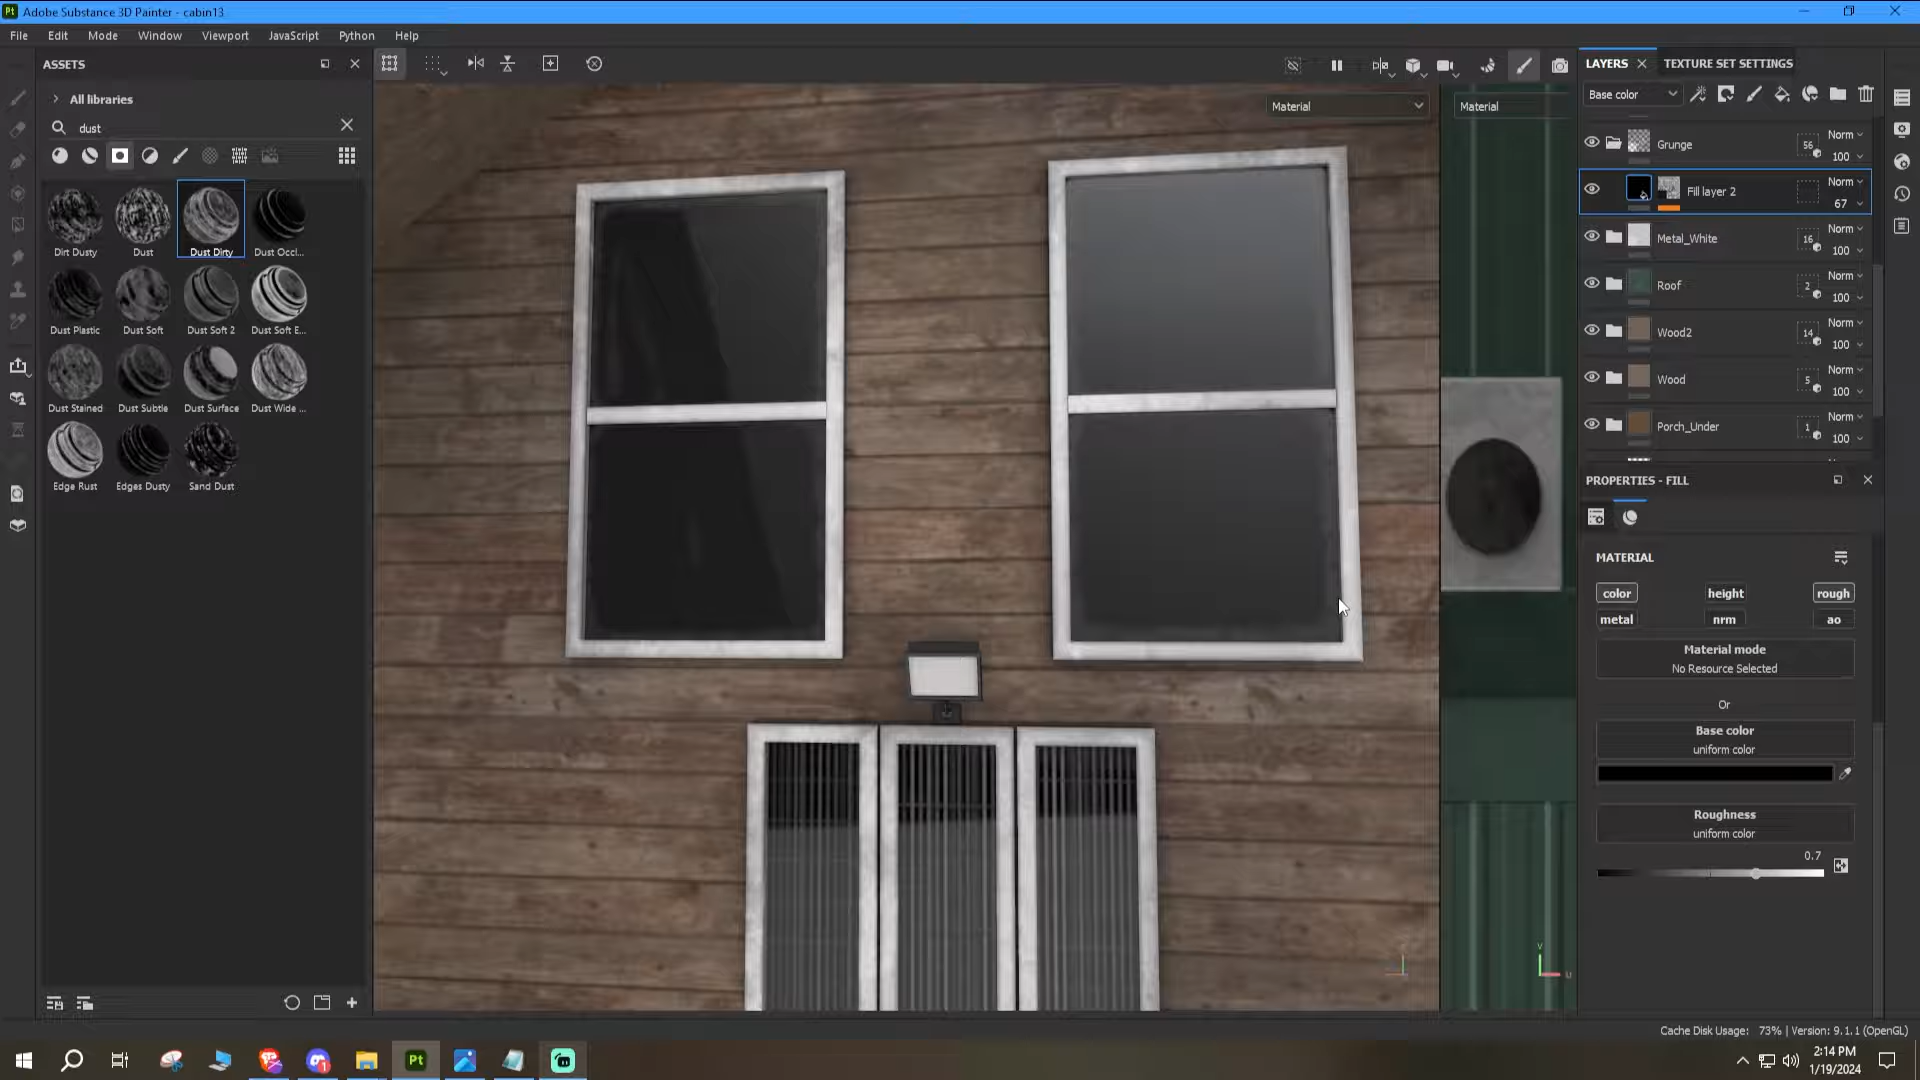 Pt Adobe Substance 3D Painter - cabin13
File Edit Mode Window Viewport JavaScript Python Help
ASSETS
All libraries
dust
Dirt Dusty Dust Dust Dirty Dust Occl...
Dust Plastic Dust Soft Dust Soft 2 Dust Soft E...
Dust Stained Dust Subtle Dust Surface Dust Wide ...
Edge Rust Edges Dusty Sand Dust
Material
Material
LAYERS TEXTURE SET SETTINGS
Base color
Grunge 56 Norm 100
Fill layer 2 Norm 67
Metal_White 16 Norm 100
Roof 2 Norm 100
Wood2 14 Norm 100
Wood 5 Norm 100
Porch_Under 1 Norm 100
PROPERTIES - FILL
MATERIAL
color height rough
metal nrm ao
Material mode
No Resource Selected
Or
Base color
uniform color
Roughness
uniform color
0.7
V
U
Cache Disk Usage: 73% | Version: 9.1.1 (OpenGL)
Pt
1
2:14 PM
1/19/2024